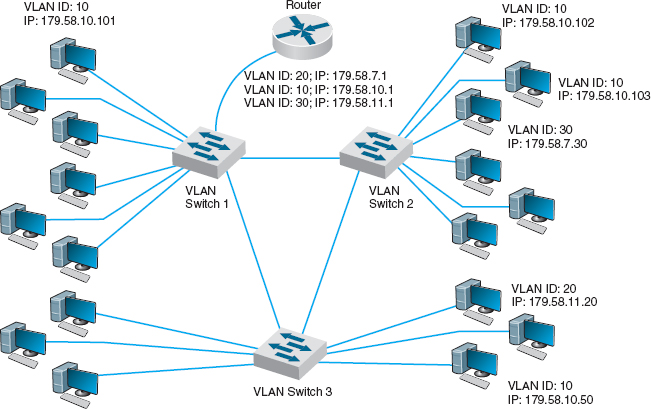 VLAN ID: 10
IP: 179.58.10.101
Router
VLAN ID: 10
IP: 179.58.10.102
VLAN ID: 20; IP: 179.58.7.1
VLAN ID: 10; IP: 179.58.10.1
VLAN ID: 30; IP: 179.58.11.1
VLAN ID: 10
IP: 179.58.10.103
VLAN ID: 30
IP: 179.58.7.30
VLAN
Switch 1
VLAN
Switch 2
VLAN ID: 20
IP: 179.58.11.20
VLAN Switch 3
VLAN ID: 10
IP: 179.58.10.50